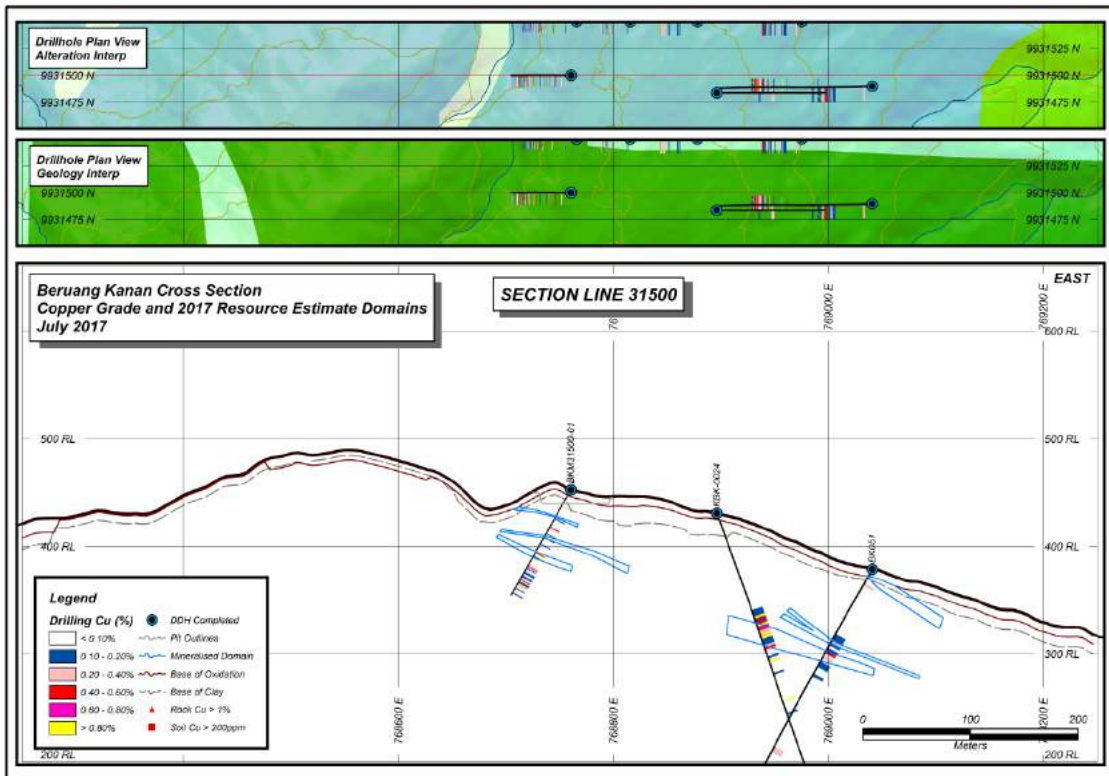 Drillhole Plan View
Alteration Interp
9931525 N
9931500 N
9931500 N
9931475 N
9931475 N
Drillhole Plan View
Geology Interp
9931525 N
9931500 N
9931500 N
9931475 N
9931475 N
Beruang Kanan Cross Section
Copper Grade and 2017 Resource Estimate Domains
July 2017
SECTION LINE 31500
EAST
769000 E
769200 E
600 RL
500 RL
500 RL
BKM31500-01
KBK-0024
400 RL
400 RL
300 RL
768600 E
768800 E
769000 E
769200 E
200 RL
200 RL
Legend
Drilling Cu (%)
< 0.10%
0.10 - 0.20%
0.20 - 0.40%
0.40 - 0.60%
0.60 - 0.80%
> 0.80%
DDH Completed
Pit Outlines
Mineralised Domain
Base of Oxidation
Base of Clay
Rock Cu > 1%
Soil Cu > 200ppm
0 100 200
Meters